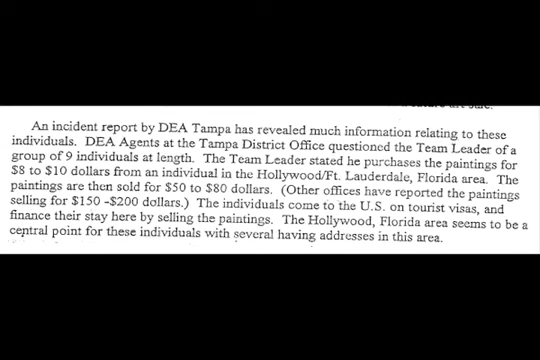 An incident report by DEA Tampa has revealed much information relating to these
individuals. DEA Agents at the Tampa District Office questioned the Team Leader of a
group of 9 individuals at length. The Team Leader stated he purchases the paintings for
$8 to $10 dollars from an individual in the Hollywood/Ft. Lauderdale, Florida area. The
paintings are then sold for $50 to $80 dollars. (Other offices have reported the paintings
selling for $150 -$200 dollars.) The individuals come to the U.S. on tourist visas, and
finance their stay here by selling the paintings. The Hollywood, Florida area seems to be a
central point for these individuals with several having addresses in this area.